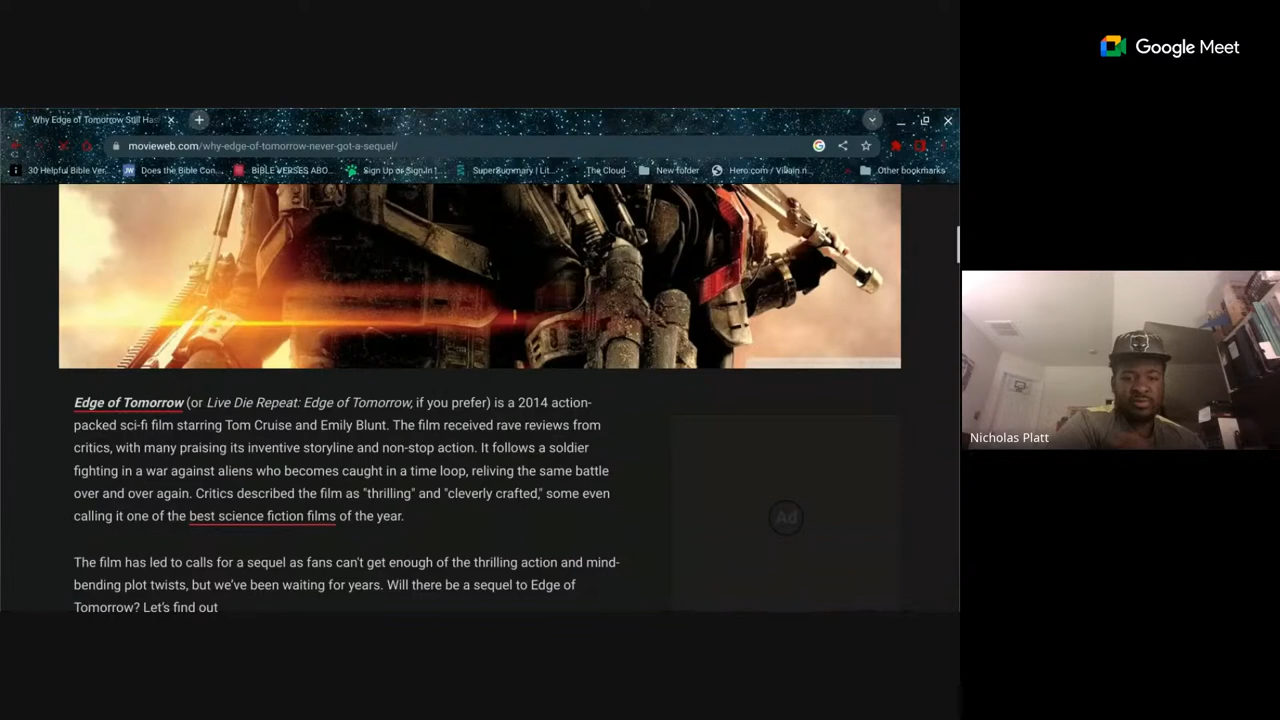 Google Meet
Why Edge of Tomorrow Still Has
movieweb.com/why-edge-of-tomorrow-never-got-a-sequel/
30 Helpful Bible Ver... Does the Bible Con... BIBLE VERSES ABO... Sign Up or Sign In |... SuperSummary | Lit... The Cloud New folder Hero.com / Villain.n... Other bookmarks
Edge of Tomorrow (or Live Die Repeat: Edge of Tomorrow, if you prefer) is a 2014 action-
packed sci-fi film starring Tom Cruise and Emily Blunt. The film received rave reviews from
critics, with many praising its inventive storyline and non-stop action. It follows a soldier
fighting in a war against aliens who becomes caught in a time loop, reliving the same battle
over and over again. Critics described the film as "thrilling" and "cleverly crafted," some even
calling it one of the best science fiction films of the year.
Ad
The film has led to calls for a sequel as fans can't get enough of the thrilling action and mind-
bending plot twists, but we've been waiting for years. Will there be a sequel to Edge of
Tomorrow? Let's find out
Nicholas Platt